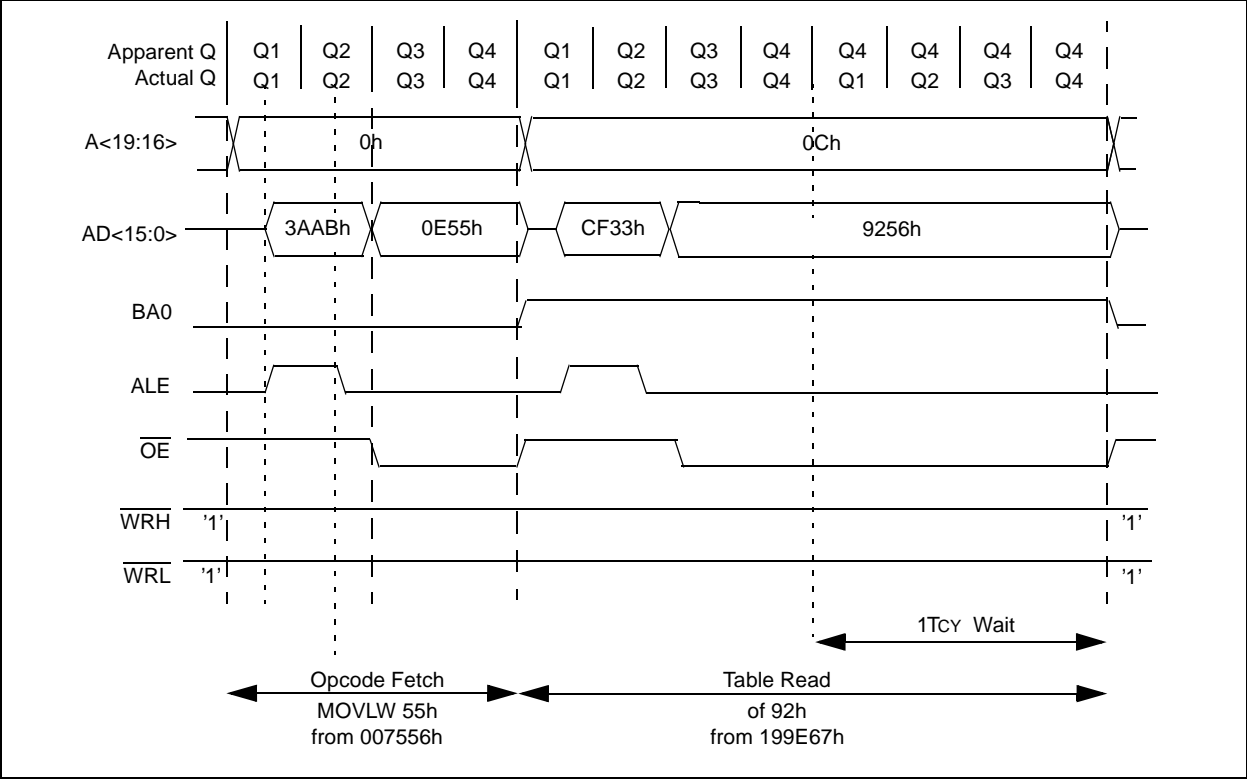 Apparent Q Q1 Q2 Q3 Q4 Q1 Q2 Q3 Q4 Q4 Q4 Q4 Q4
Actual Q Q1 Q2 Q3 Q4 Q1 Q2 Q3 Q4 Q1 Q2 Q3 Q4
A<19:16> 0h 0Ch
AD<15:0> 3AABh 0E55h CF33h 9256h
BA0
ALE
OE
WRH '1' '1'
WRL '1' '1'
1TCY Wait
Opcode Fetch Table Read
MOVLW 55h of 92h
from 007556h from 199E67h